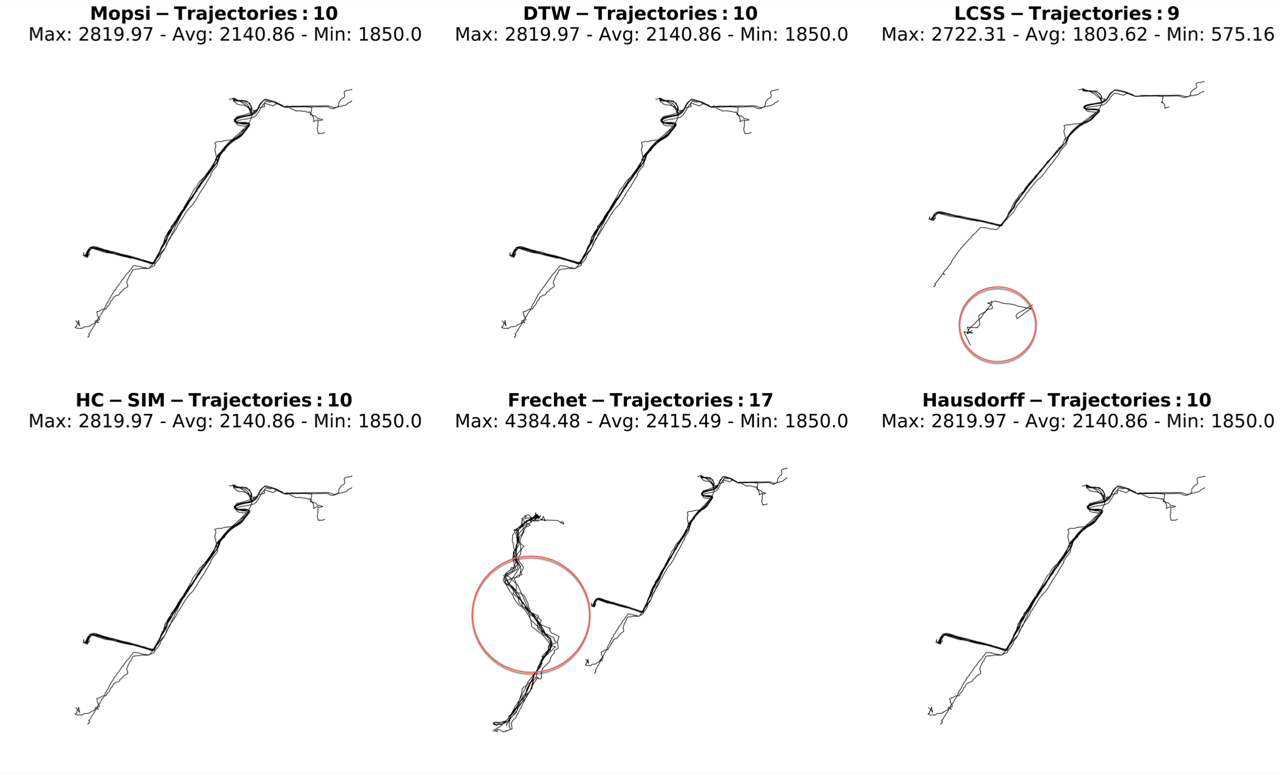 Mopsi – Trajectories : 10
Max: 2819.97 - Avg: 2140.86 - Min: 1850.0
DTW – Trajectories : 10
Max: 2819.97 - Avg: 2140.86 - Min: 1850.0
LCSS – Trajectories : 9
Max: 2722.31 - Avg: 1803.62 - Min: 575.16
HC – SIM – Trajectories : 10
Max: 2819.97 - Avg: 2140.86 - Min: 1850.0
Frechet – Trajectories : 17
Max: 4384.48 - Avg: 2415.49 - Min: 1850.0
Hausdorff – Trajectories : 10
Max: 2819.97 - Avg: 2140.86 - Min: 1850.0